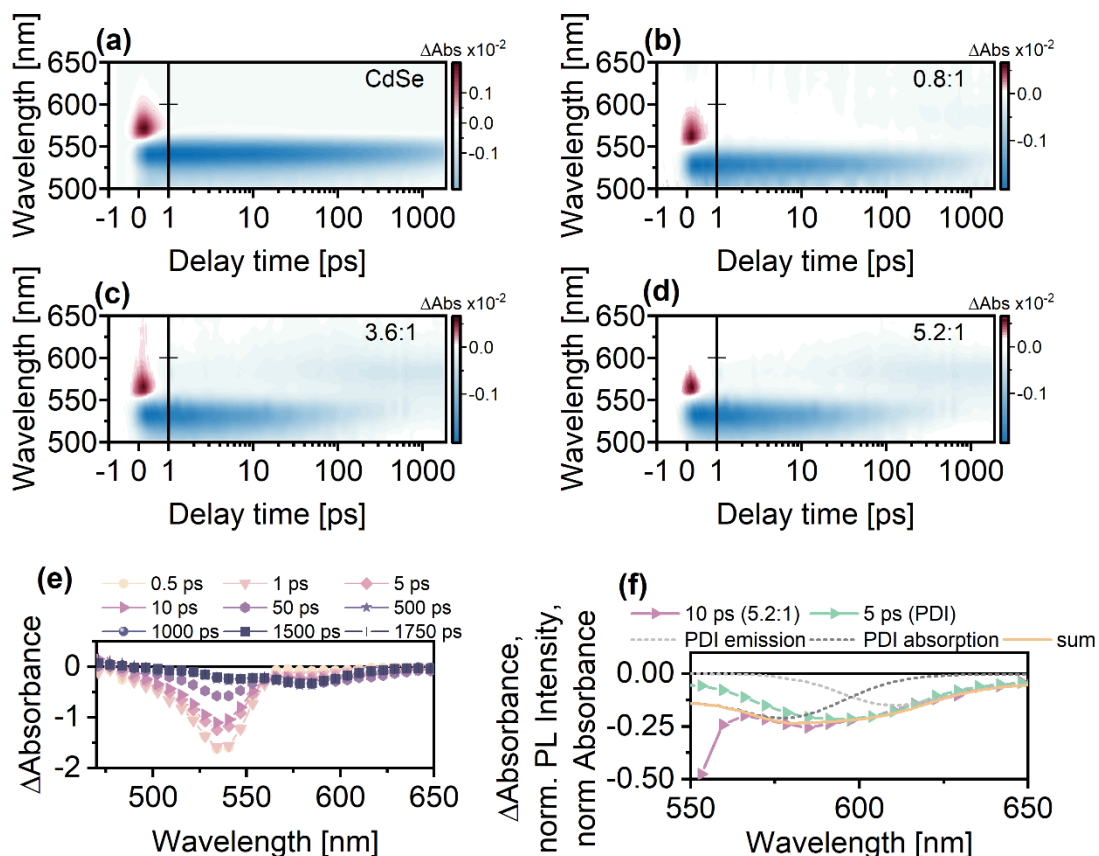 (a)
(b)
ΔAbs x10-2
ΔAbs x10-2
650
600
550
500
CdSe
0.1
0.0
-0.1
650
600
550
500
0.8:1
0.0
-0.1
Wavelength [nm]
Wavelength [nm]
-1 0 1 10 100 1000
-1 0 1 10 100 1000
Delay time [ps]
Delay time [ps]
(c)
(d)
ΔAbs x10-2
ΔAbs x10-2
650
600
550
500
3.6:1
0.0
-0.1
650
600
550
500
5.2:1
0.0
-0.1
Wavelength [nm]
Wavelength [nm]
-1 0 1 10 100 1000
-1 0 1 10 100 1000
Delay time [ps]
Delay time [ps]
(e)
0.5 ps 1 ps 5 ps
10 ps 50 ps 500 ps
1000 ps 1500 ps 1750 ps
0
-1
-2
ΔAbsorbance
500 550 600 650
Wavelength [nm]
(f)
10 ps (5.2:1) 5 ps (PDI)
PDI emission PDI absorption sum
0.00
-0.25
-0.50
ΔAbsorbance,
norm. PL Intensity,
norm Absorbance
550 600 650
Wavelength [nm]